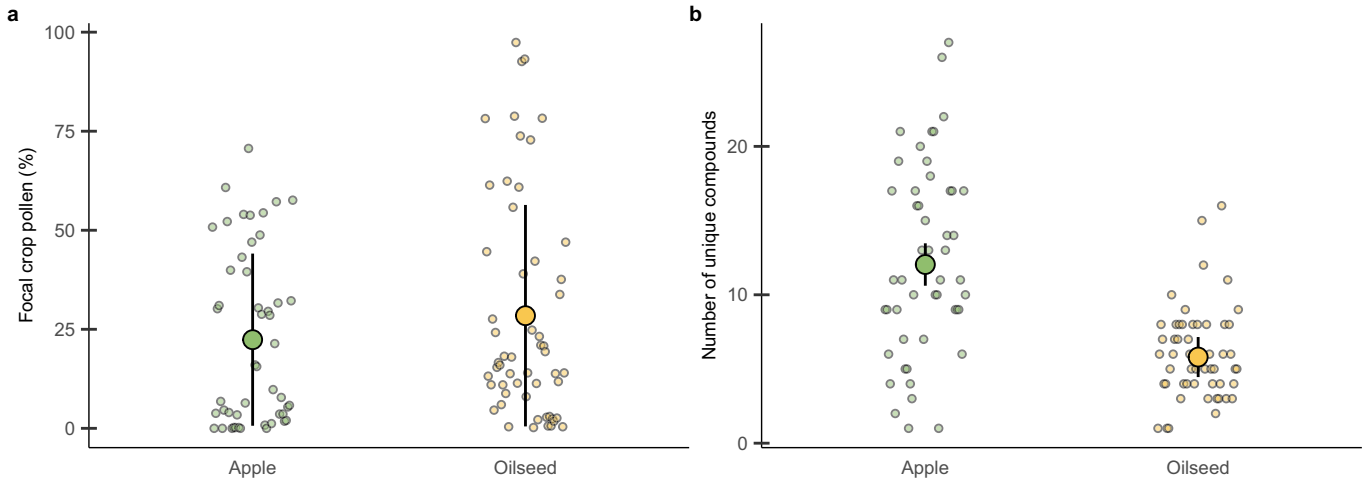 a
Focal crop pollen (%)
100
75
50
25
0
Apple
Oilseed
b
Number of unique compounds
20
10
0
Apple
Oilseed